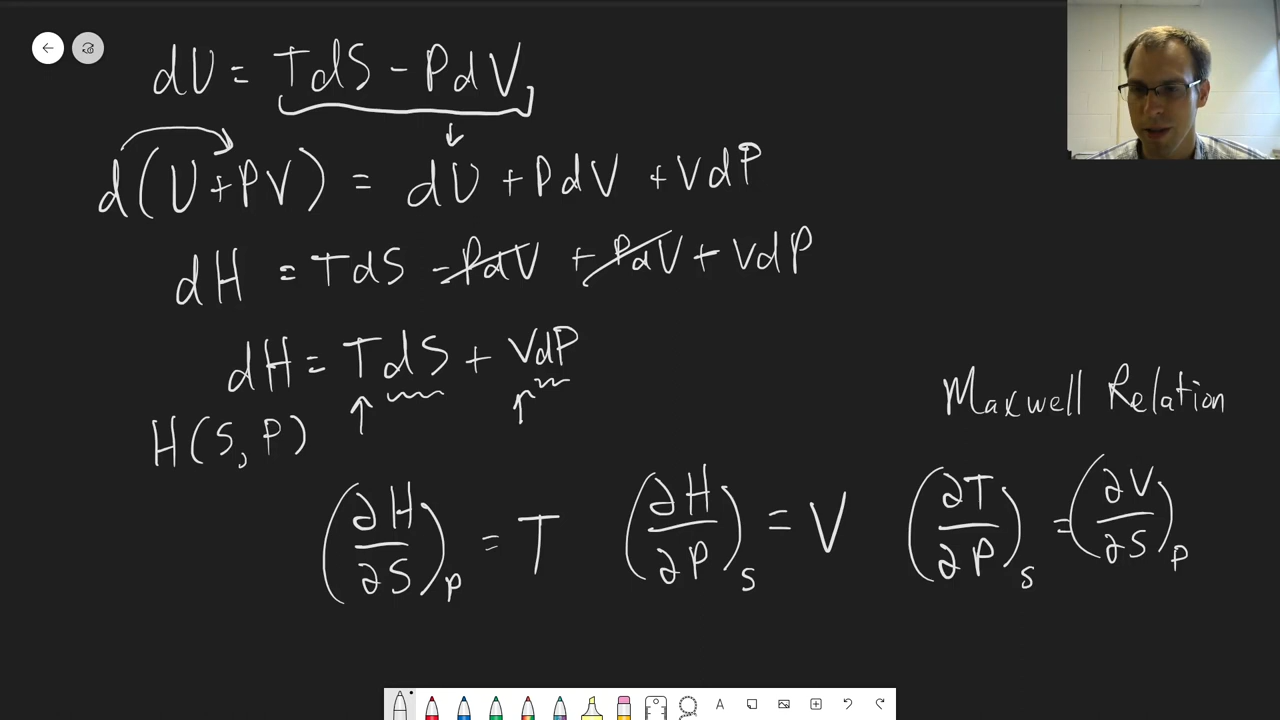 dU = TdS - PdV,
d(U+PV) = dU + PdV + VdP
dH = TdS - PdV + PdV + VdP
dH = TdS + VdP
Maxwell Relation
H(S, P)
(∂H/∂S)_P = T (∂H/∂P)_S = V (∂T/∂P)_S = (∂V/∂S)_P
A